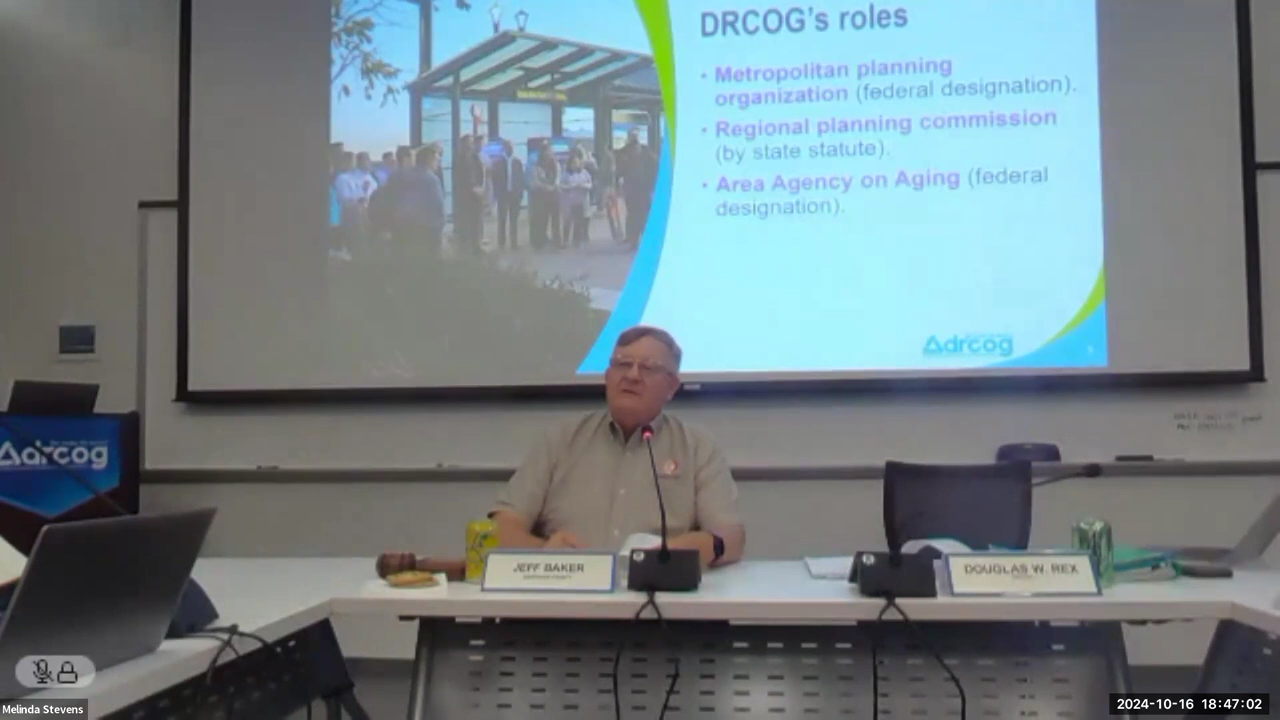 DRCOG's roles
• Metropolitan planning
organization (federal designation).
• Regional planning commission
(by state statute).
• Area Agency on Aging (federal
designation).
drcog
drcog
JEFF BAKER
DOUGLAS W. REX
Melinda Stevens
2024-10-16 18:47:02